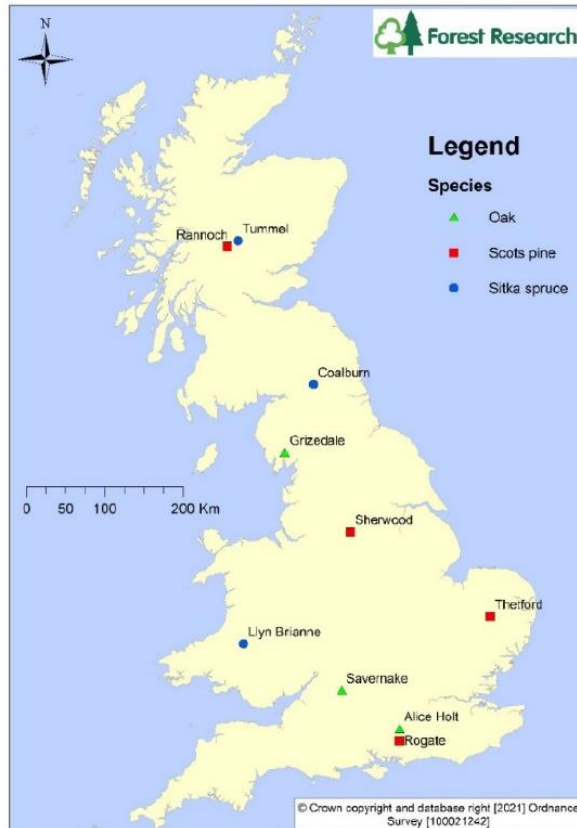 N
Forest Research
Legend
Species
Oak
Scots pine
Sitka spruce
Rannoch
Tummel
Coalburn
Grizedale
0 50 100 200 Km
Sherwood
Thetford
Llyn Brianne
Savernake
Alice Holt
Rogate
© Crown copyright and database right [2021] Ordnance
Survey [100021242]